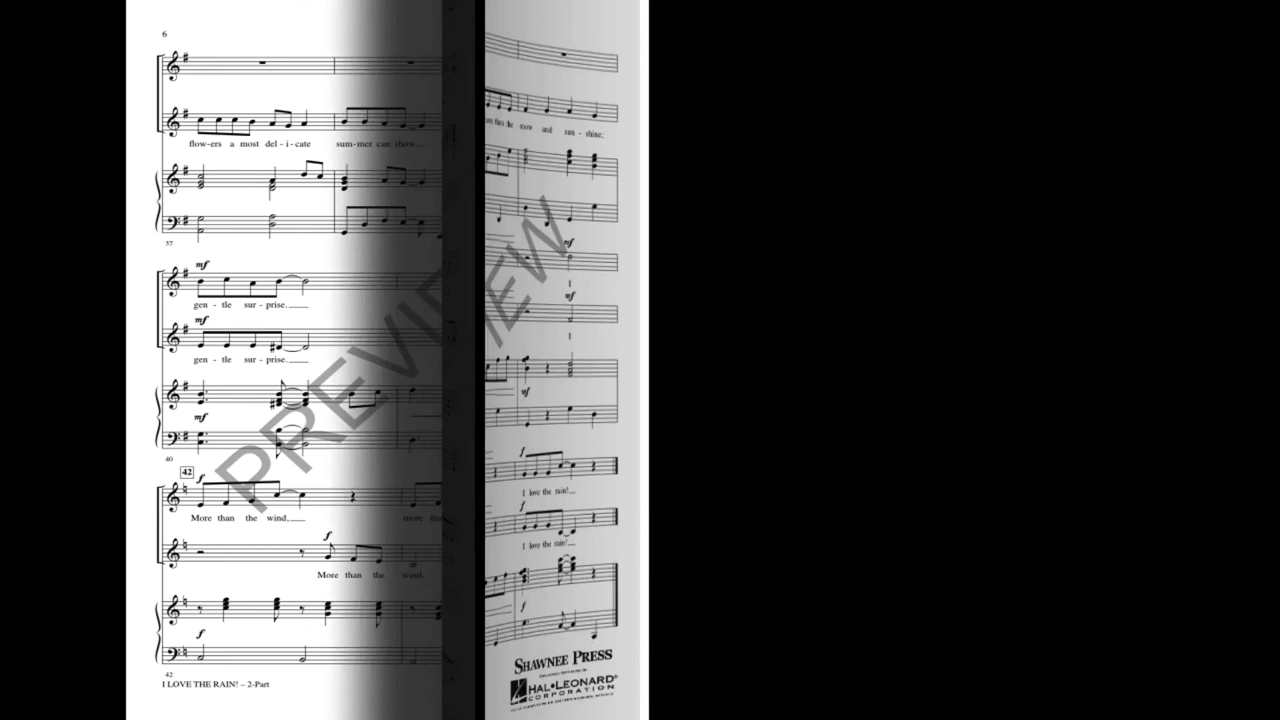 6
flow-ers a most del - i - cate sum-mer can show
37
mf
gen - tle sur - prise.
mf
gen - tle sur - prise.
mf
40
42
f
More than the wind,
f
More than the wind,
f
42
I LOVE THE RAIN! – 2-Part
than the snow and sun - shine;
mf
I
mf
I
mf
f
I love the rain!
f
I love the rain!
f
SHAWNEE PRESS
HAL•LEONARD®
CORPORATION
PREVIEW